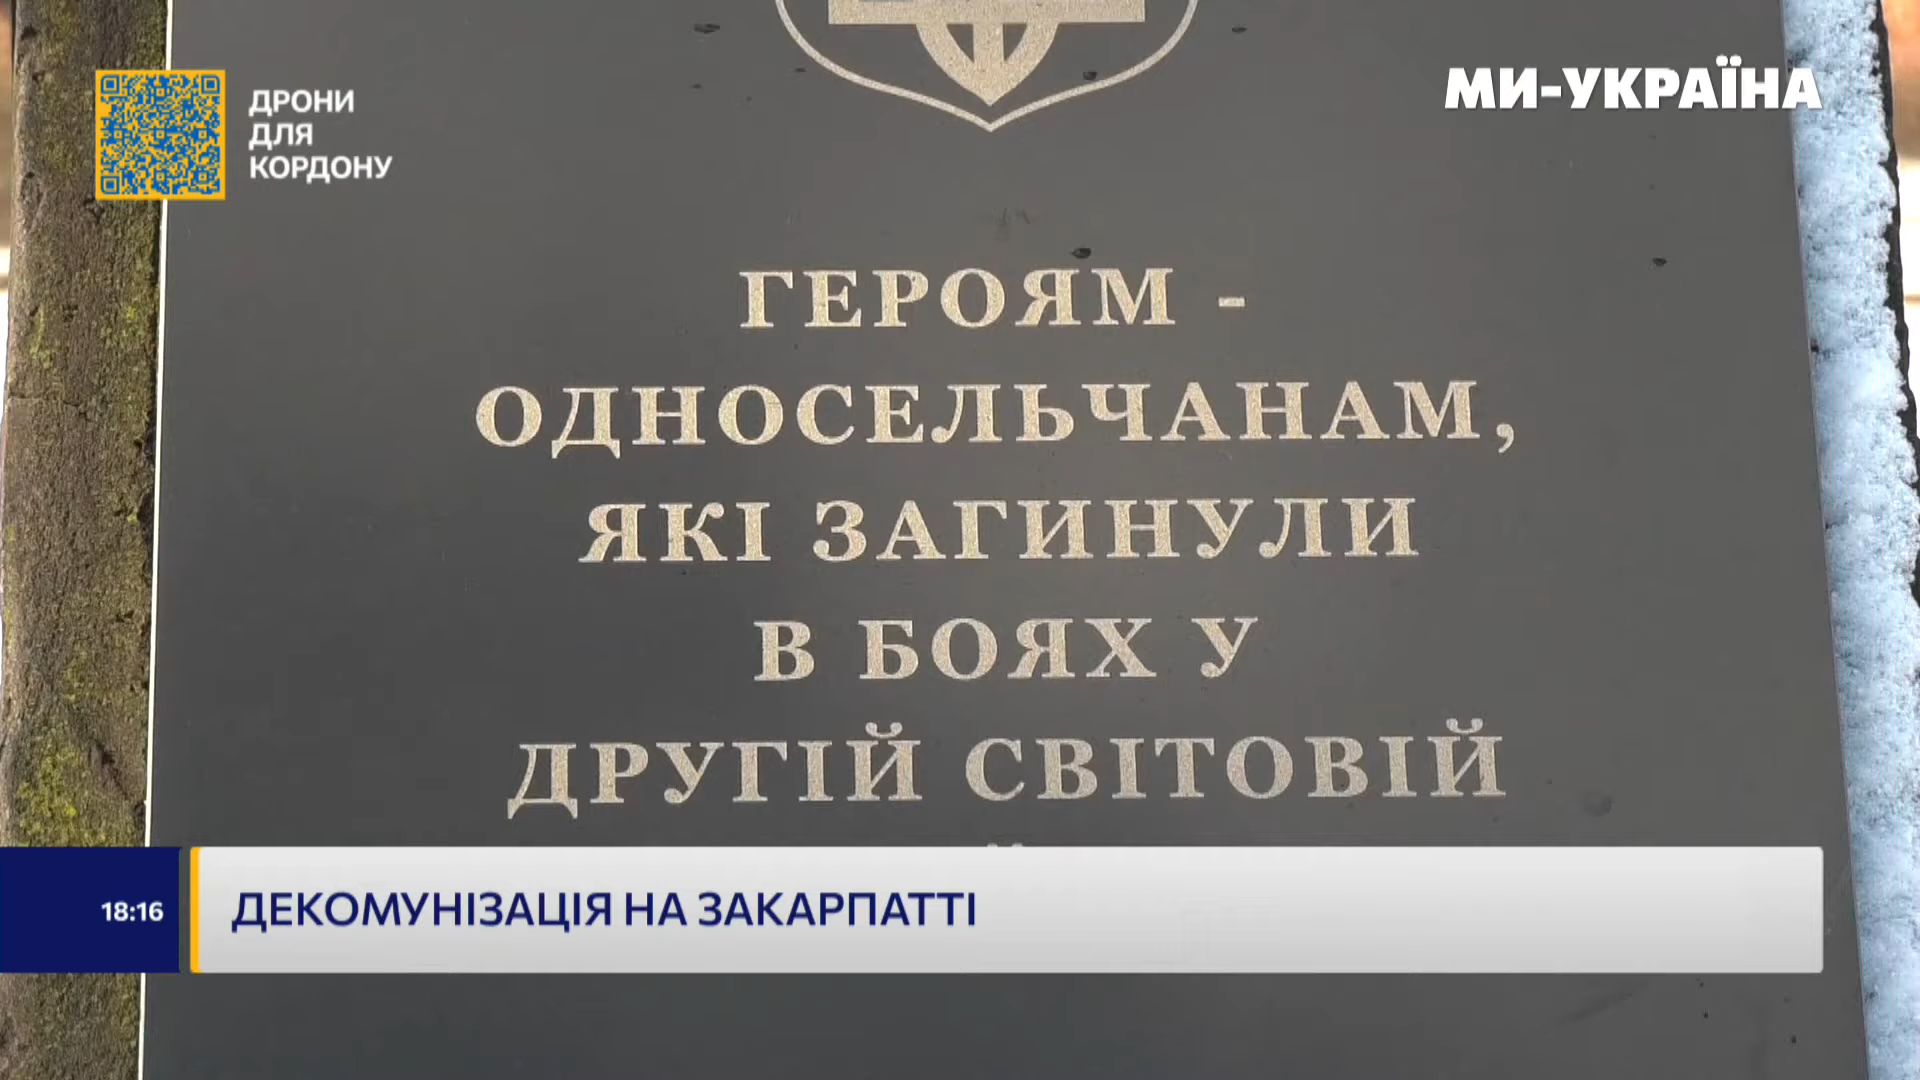 ДРОНИ
ДЛЯ
КОРДОНУ
МИ-УКРАЇНА
ГЕРОЯМ -
ОДНОСЕЛЬЧАНАМ,
ЯКІ ЗАГИНУЛИ
В БОЯХ У
ДРУГІЙ СВІТОВІЙ
18:16
ДЕКОМУНІЗАЦІЯ НА ЗАКАРПАТТІ